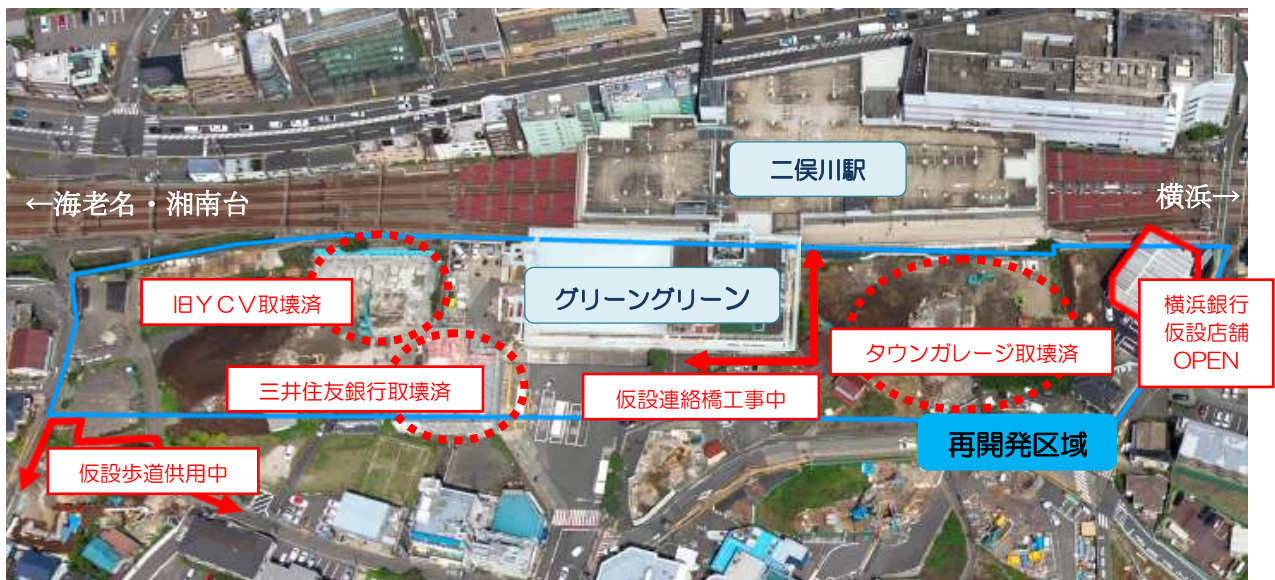 二俣川駅
←海老名・湘南台
横浜→
旧ＹＣＶ取壊済
グリーングリーン
横浜銀行
仮設店舗
OPEN
タウンガレージ取壊済
三井住友銀行取壊済
仮設連絡橋工事中
再開発区域
仮設歩道供用中